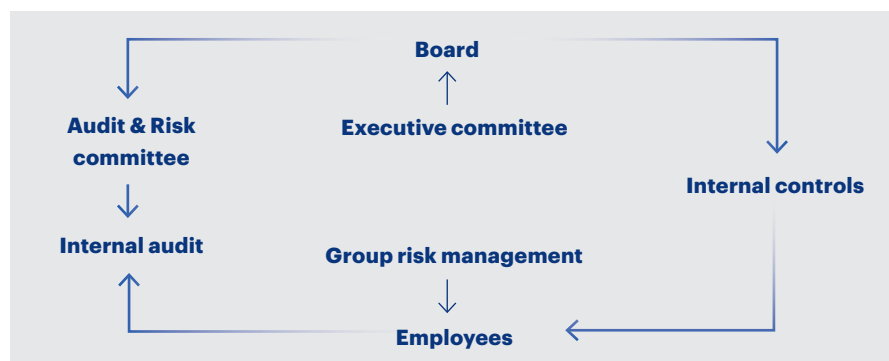 Board
Audit & Risk
committee
Executive committee
Internal controls
Internal audit
Group risk management
Employees